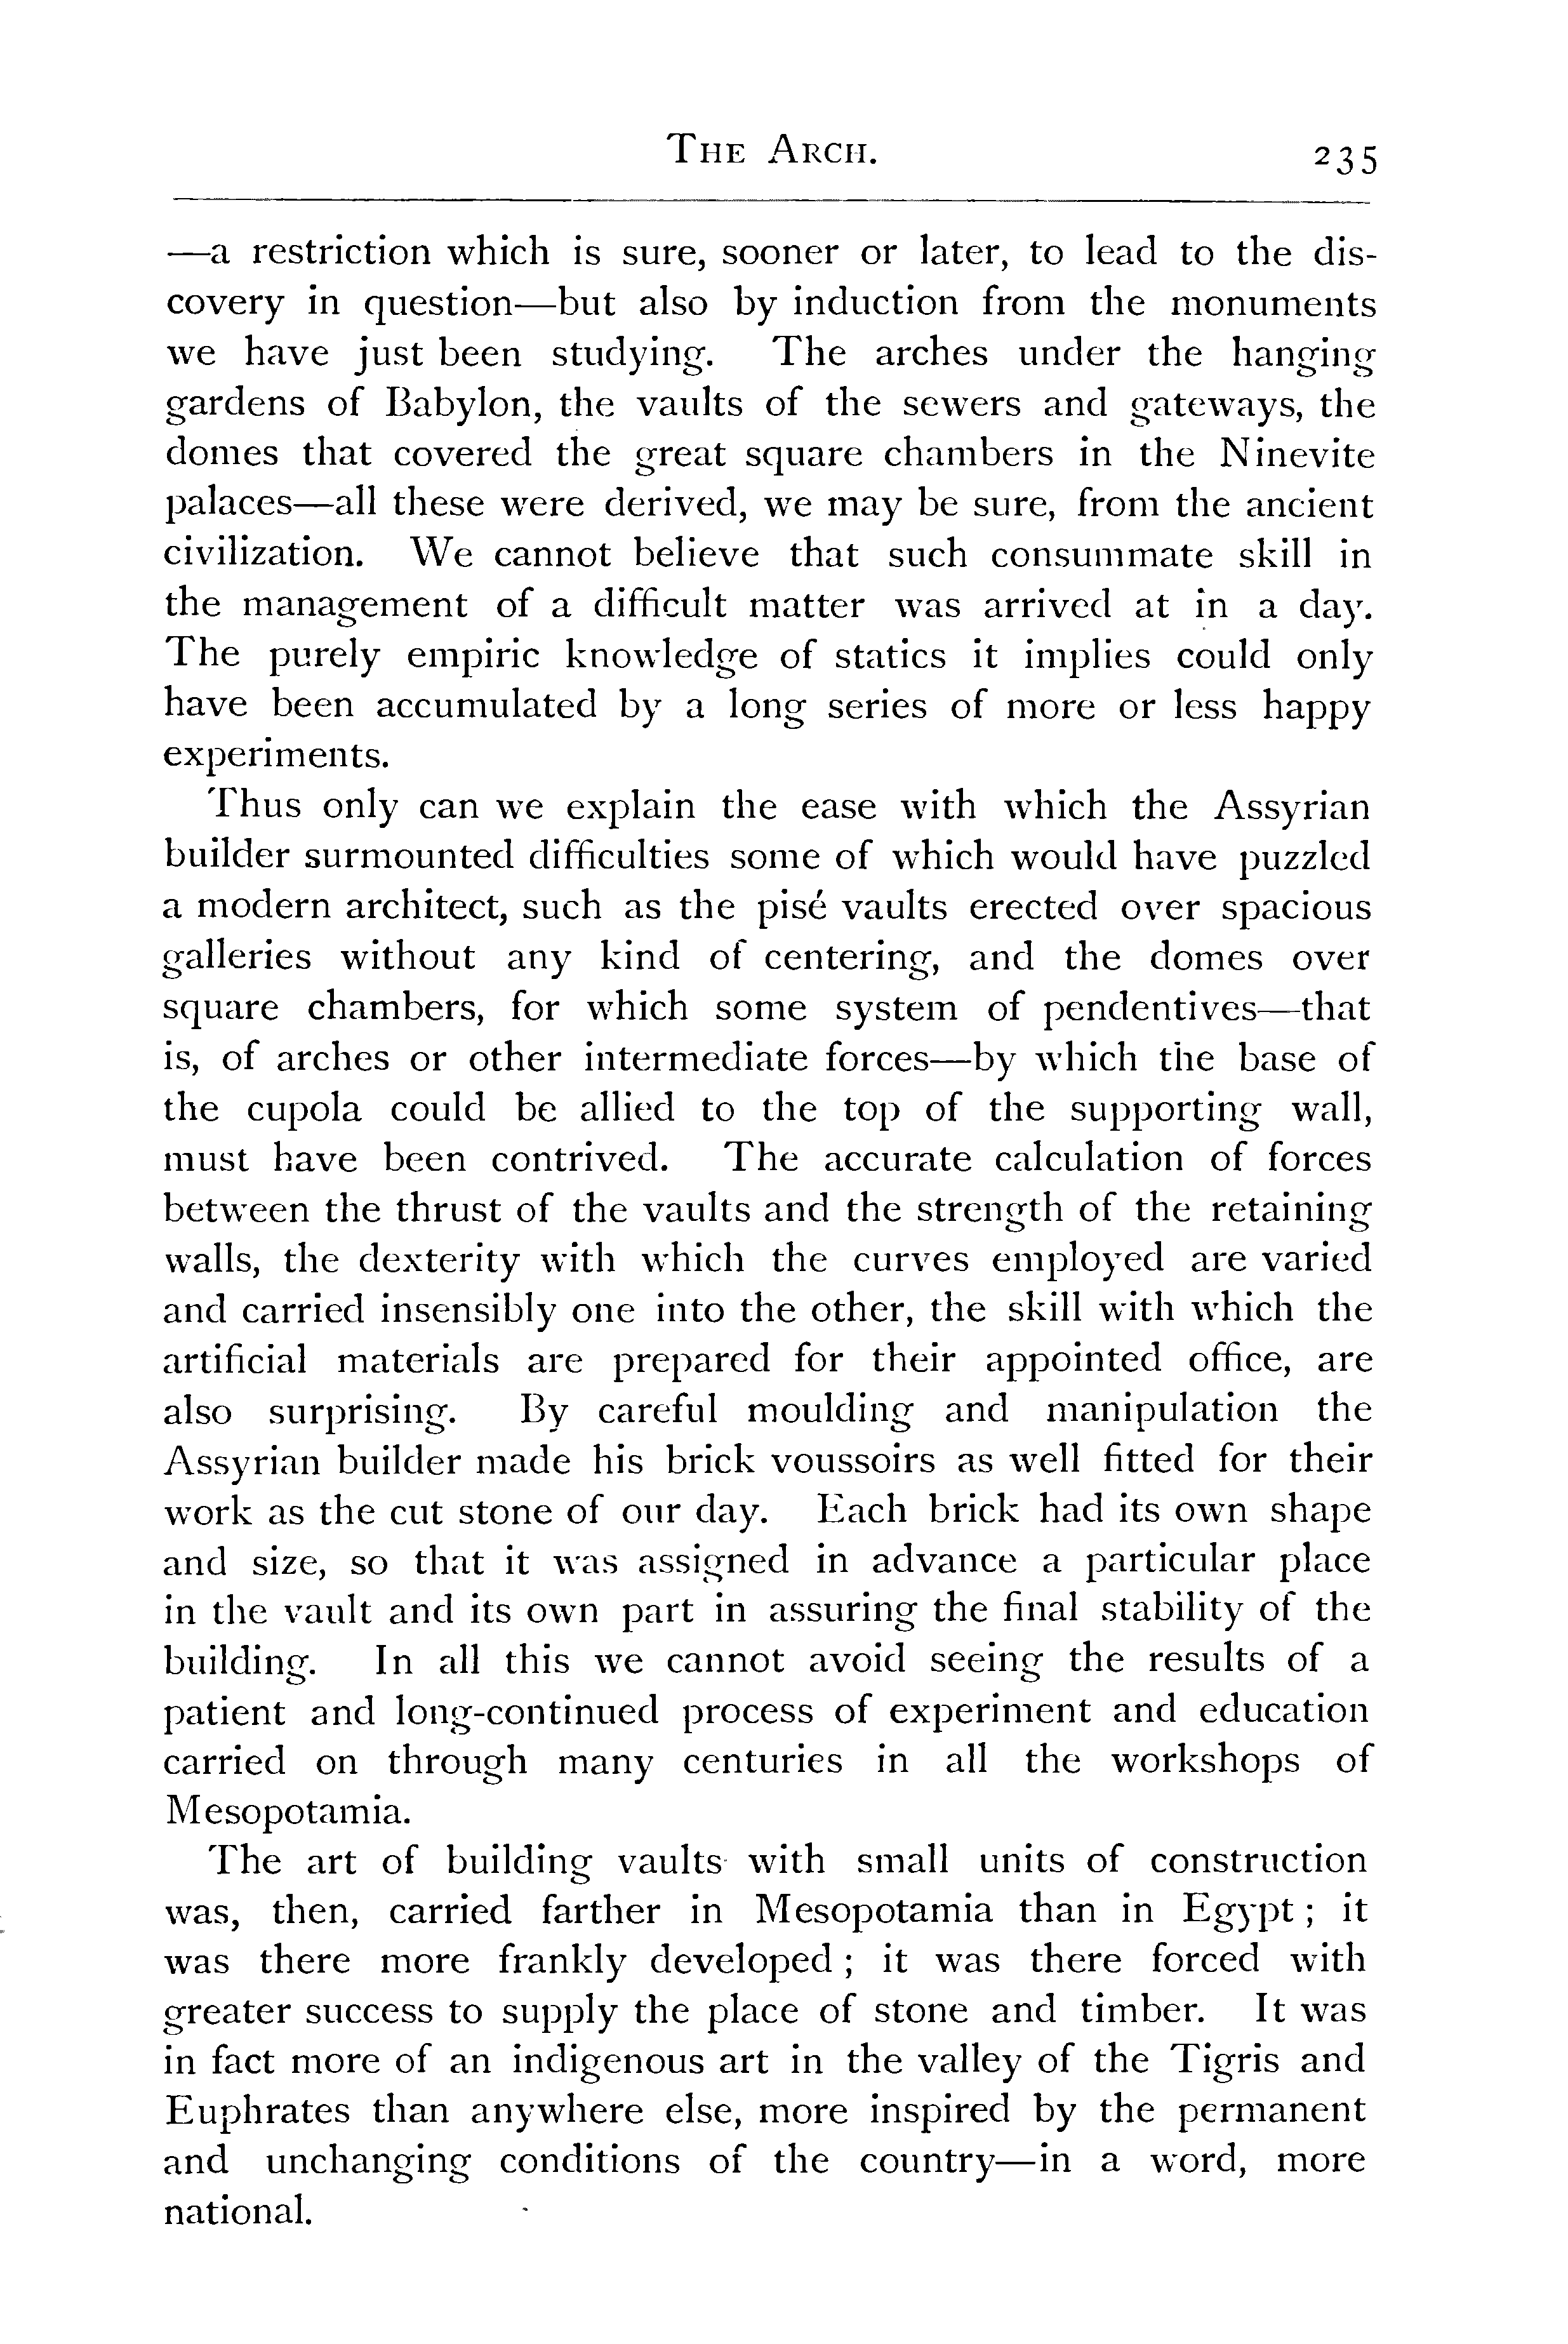 THE ARCH. 235
—a restriction which is sure, sooner or later, to lead to the dis-
covery in question—but also by induction from the monuments
we have just been studying. The arches under the hanging
gardens of Babylon, the vaults of the sewers and gateways, the
domes that covered the great square chambers in the Ninevite
palaces—all these were derived, we may be sure, from the ancient
civilization. We cannot believe that such consummate skill in
the management of a difficult matter was arrived at in a day.
The purely empiric knowledge of statics it implies could only
have been accumulated by a long series of more or less happy
experiments.
Thus only can we explain the ease with which the Assyrian
builder surmounted difficulties some of which would have puzzled
a modern architect, such as the pisé vaults erected over spacious
galleries without any kind of centering, and the domes over
square chambers, for which some system of pendentives—that
is, of arches or other intermediate forces—by which the base of
the cupola could be allied to the top of the supporting wall,
must have been contrived. The accurate calculation of forces
between the thrust of the vaults and the strength of the retaining
walls, the dexterity with which the curves employed are varied
and carried insensibly one into the other, the skill with which the
artificial materials are prepared for their appointed office, are
also surprising. By careful moulding and manipulation the
Assyrian builder made his brick voussoirs as well fitted for their
work as the cut stone of our day. Each brick had its own shape
and size, so that it was assigned in advance a particular place
in the vault and its own part in assuring the final stability of the
building. In all this we cannot avoid seeing the results of a
patient and long-continued process of experiment and education
carried on through many centuries in all the workshops of
Mesopotamia.
The art of building vaults with small units of construction
was, then, carried farther in Mesopotamia than in Egypt ; it
was there more frankly developed ; it was there forced with
greater success to supply the place of stone and timber. It was
in fact more of an indigenous art in the valley of the Tigris and
Euphrates than anywhere else, more inspired by the permanent
and unchanging conditions of the country—in a word, more
national.